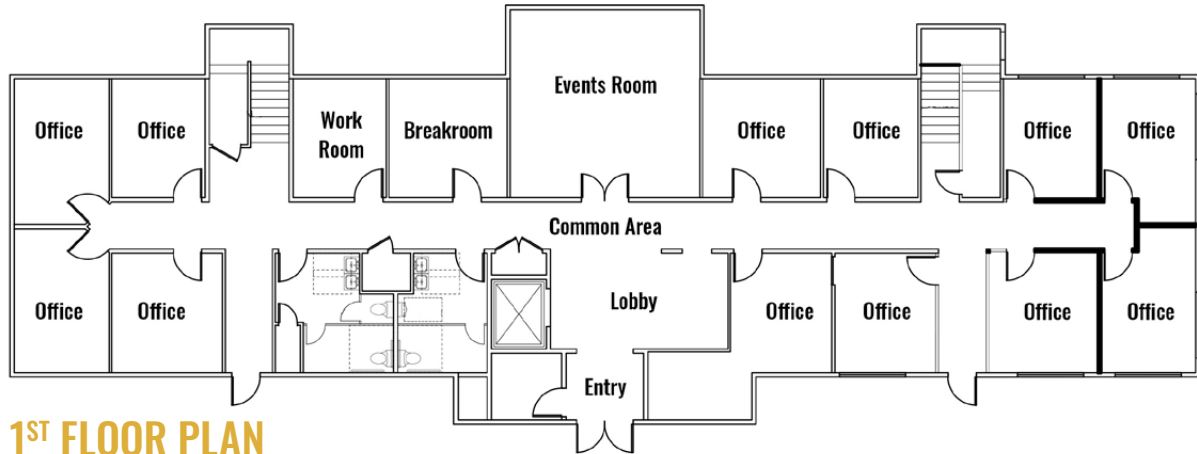 Events Room
Office
Office
Work
Room
Breakroom
Office
Office
Office
Office
Common Area
Office
Office
Lobby
Office
Office
Office
Office
Entry
1ST FLOOR PLAN